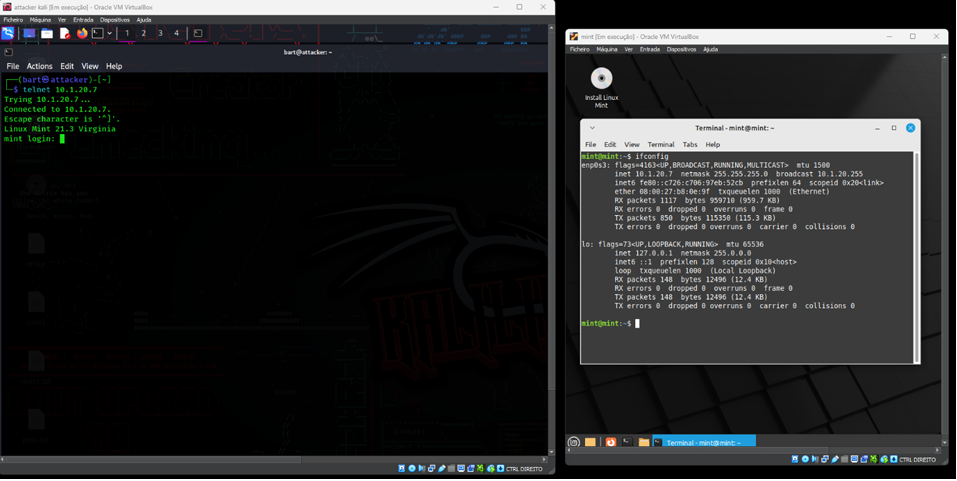 attacker kali [Em execução] - Oracle VM VirtualBox
Ficheiro Máquina Ver Entrada Dispositivos Ajuda
1 2 3 4
bart@attacker: ~
File Actions Edit View Help
(bart㉿attacker)-[~]
$ telnet 10.1.20.7
Trying 10.1.20.7...
Connected to 10.1.20.7.
Escape character is '^]'.
Linux Mint 21.3 Virginia
mint login:
CTRL DIREITO
mint [Em execução] - Oracle VM VirtualBox
Ficheiro Máquina Ver Entrada Dispositivos Ajuda
Install Linux
Mint
Terminal - mint@mint: ~
File Edit View Terminal Tabs Help
mint@mint:~$ ifconfig
enp0s3: flags=4163<UP,BROADCAST,RUNNING,MULTICAST> mtu 1500
inet 10.1.20.7 netmask 255.255.255.0 broadcast 10.1.20.255
inet6 fe80::c726:c706:97eb:52cb prefixlen 64 scopeid 0x20<link>
ether 08:00:27:b8:0e:9f txqueuelen 1000 (Ethernet)
RX packets 1117 bytes 959710 (959.7 KB)
RX errors 0 dropped 0 overruns 0 frame 0
TX packets 850 bytes 115350 (115.3 KB)
TX errors 0 dropped 0 overruns 0 carrier 0 collisions 0
lo: flags=73<UP,LOOPBACK,RUNNING> mtu 65536
inet 127.0.0.1 netmask 255.0.0.0
inet6 ::1 prefixlen 128 scopeid 0x10<host>
loop txqueuelen 1000 (Local Loopback)
RX packets 148 bytes 12496 (12.4 KB)
RX errors 0 dropped 0 overruns 0 frame 0
TX packets 148 bytes 12496 (12.4 KB)
TX errors 0 dropped 0 overruns 0 carrier 0 collisions 0
mint@mint:~$
Terminal - mint@mint: ~
CTRL DIREITO